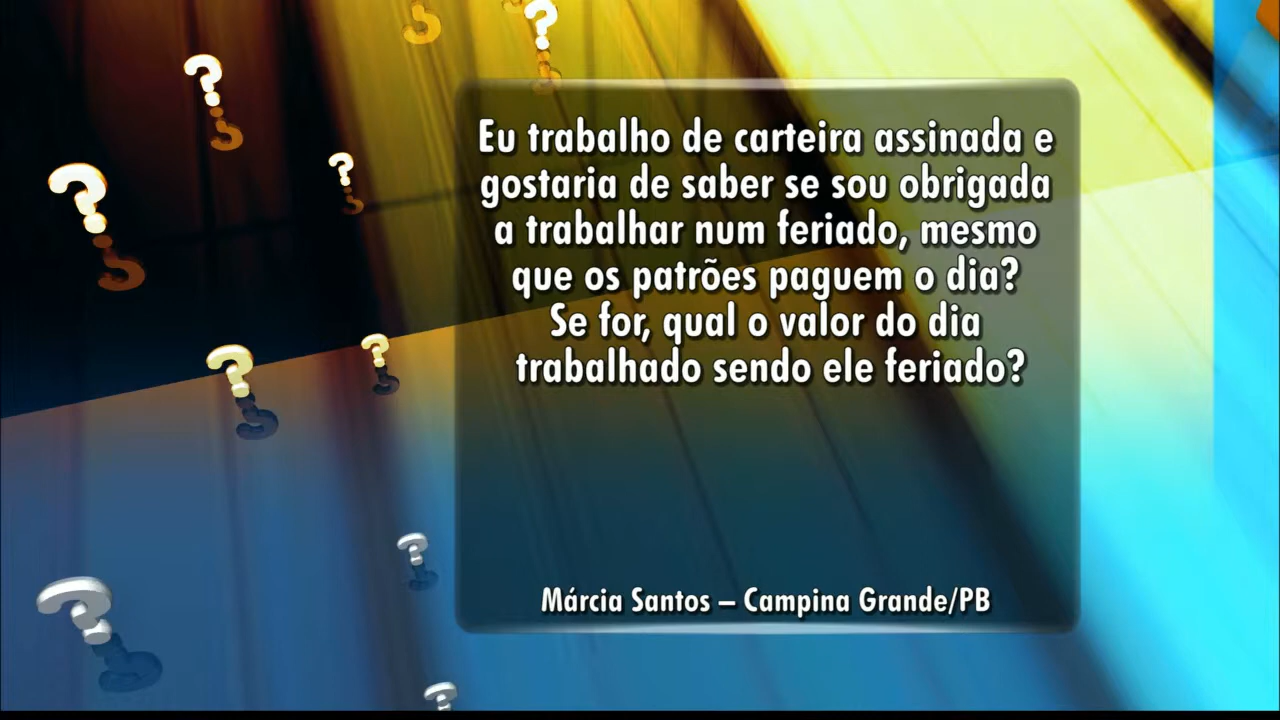 Eu trabalho de carteira assinada e
gostaria de saber se sou obrigada
a trabalhar num feriado, mesmo
que os patrões paguem o dia?
Se for, qual o valor do dia
trabalhado sendo ele feriado?
Márcia Santos – Campina Grande/PB